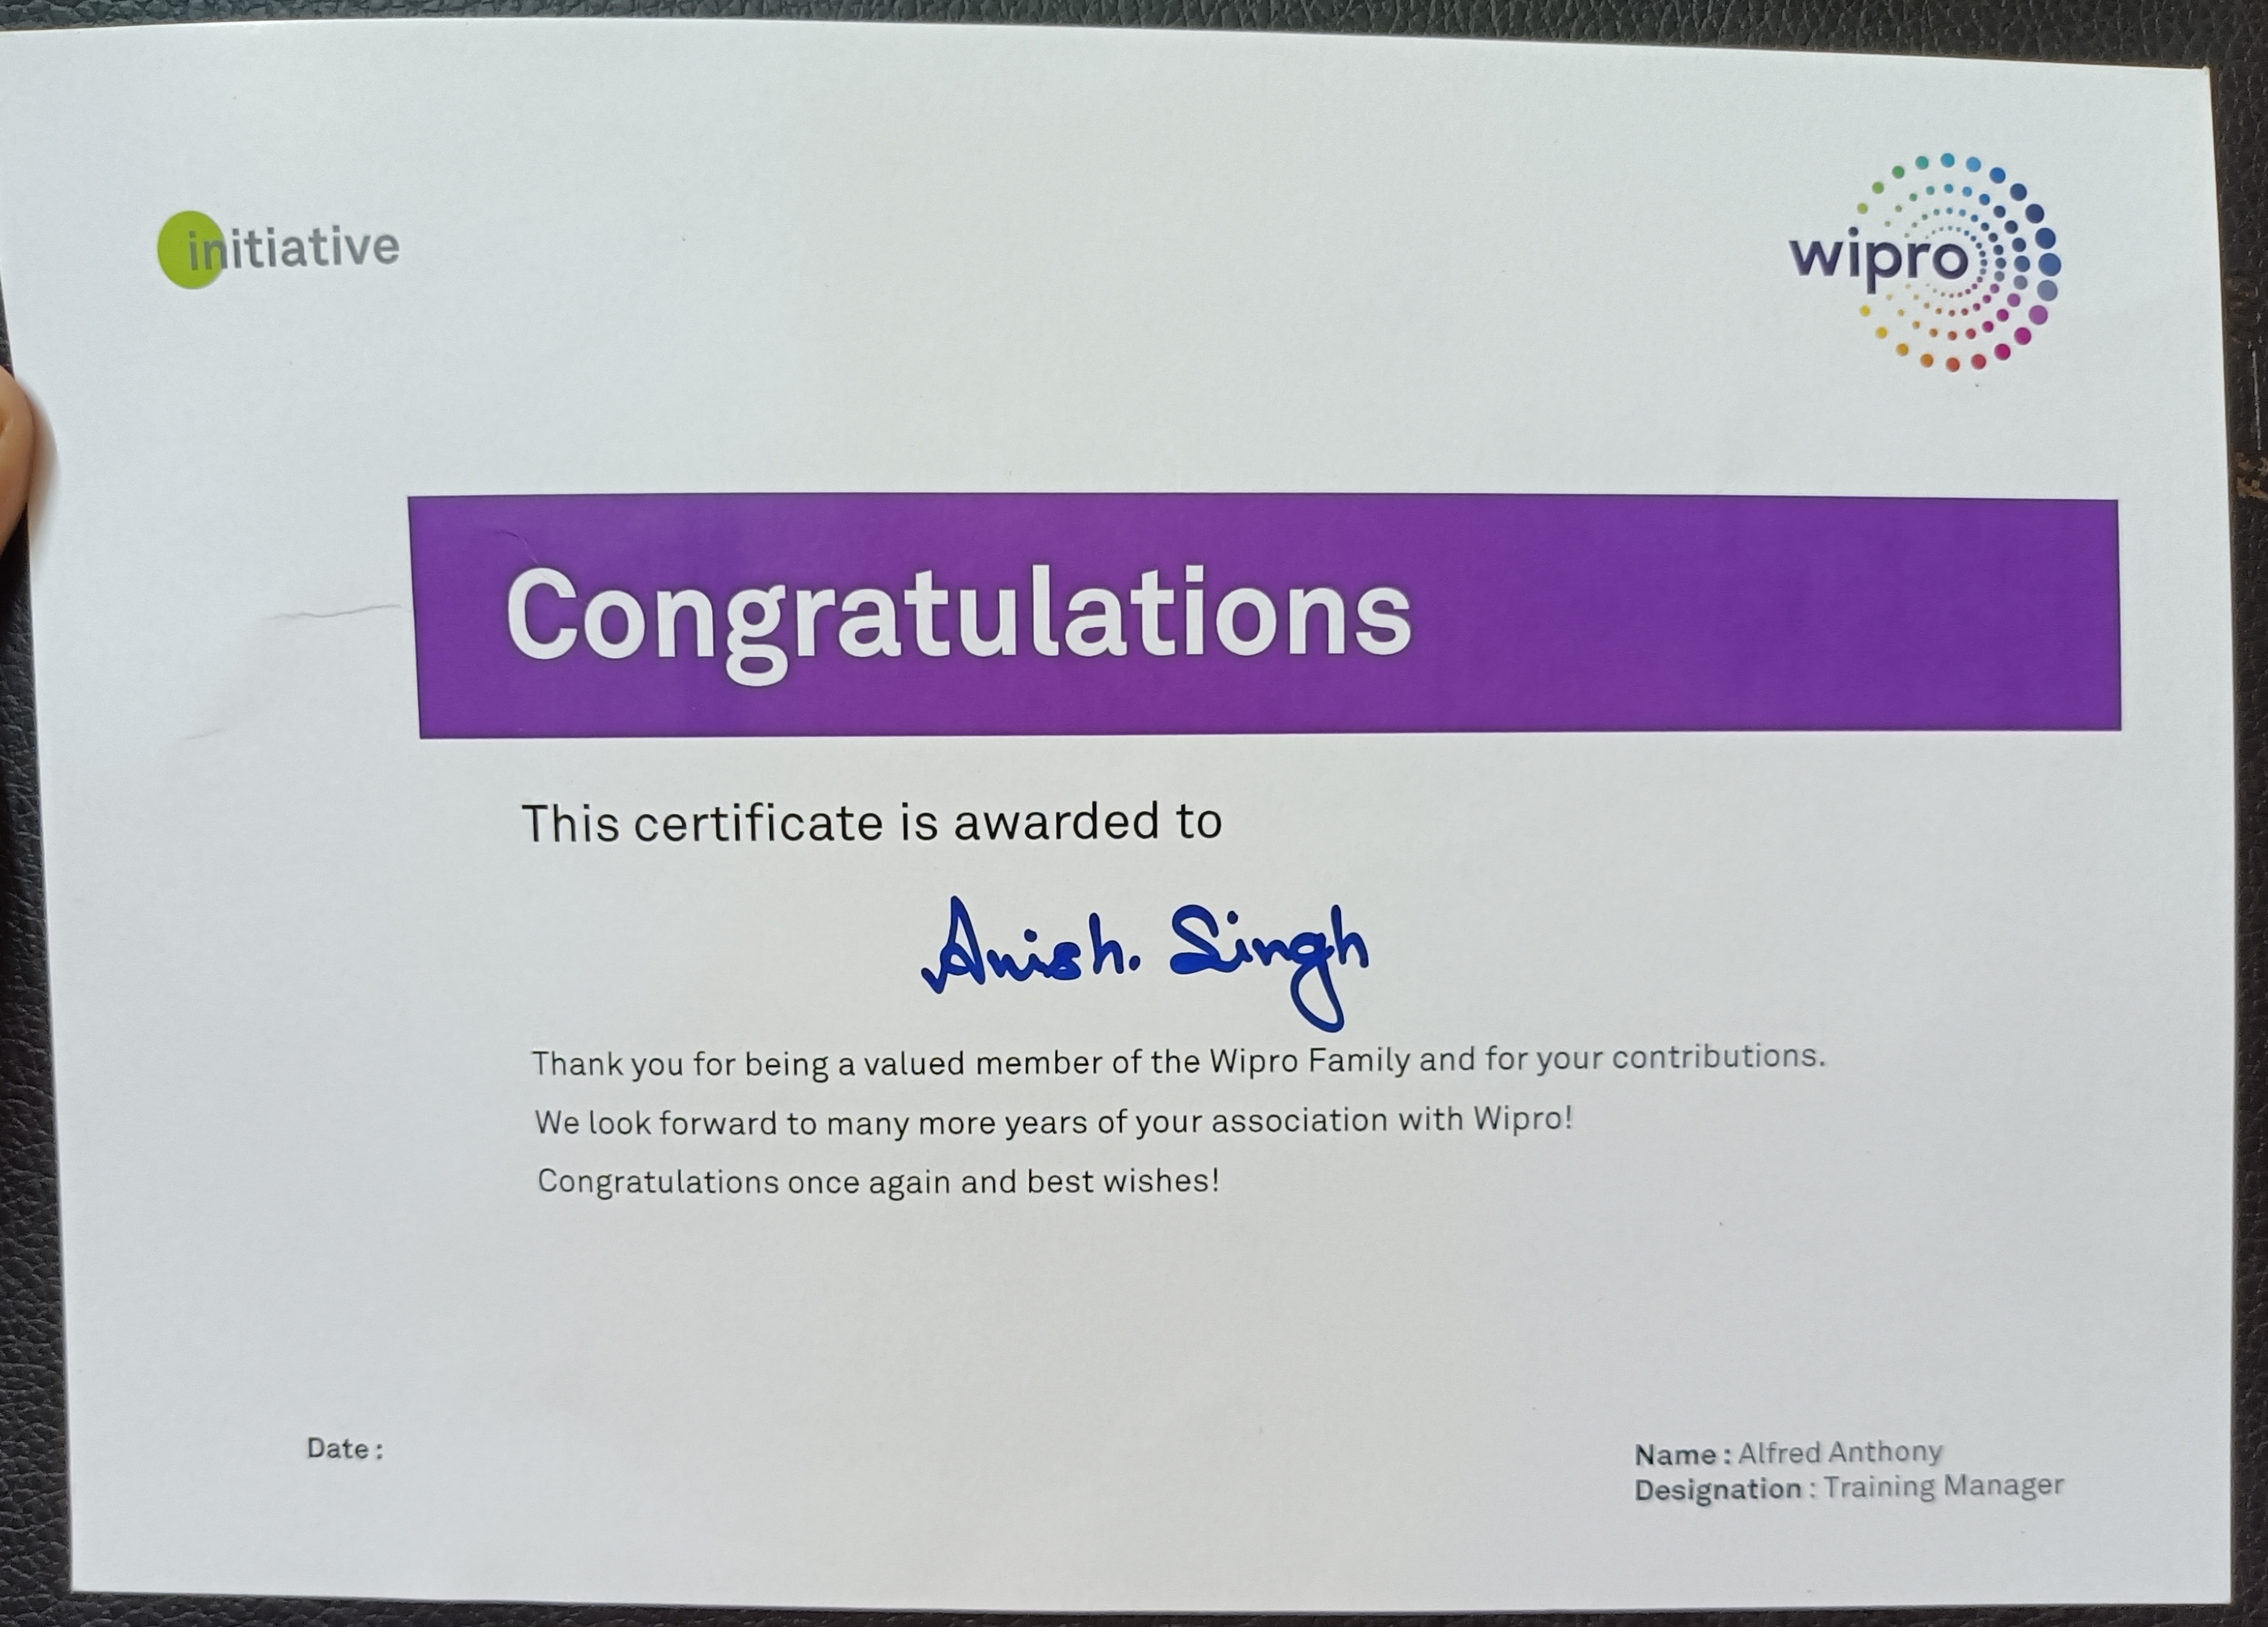 initiative
wipro
Congratulations
This certificate is awarded to
Anish. Singh
Thank you for being a valued member of the Wipro Family and for your contributions.
We look forward to many more years of your association with Wipro!
Congratulations once again and best wishes!
Date :
Name : Alfred Anthony
Designation : Training Manager